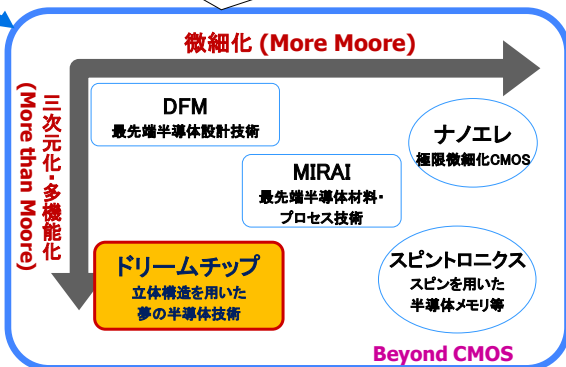 微細化 (More Moore)
三次元化・多機能化
(More than Moore)
DFM
最先端半導体設計技術
ナノエレ
極限微細化CMOS
MIRAI
最先端半導体材料・
プロセス技術
ドリームチップ
立体構造を用いた
夢の半導体技術
スピントロニクス
スピンを用いた
半導体メモリ等
Beyond CMOS